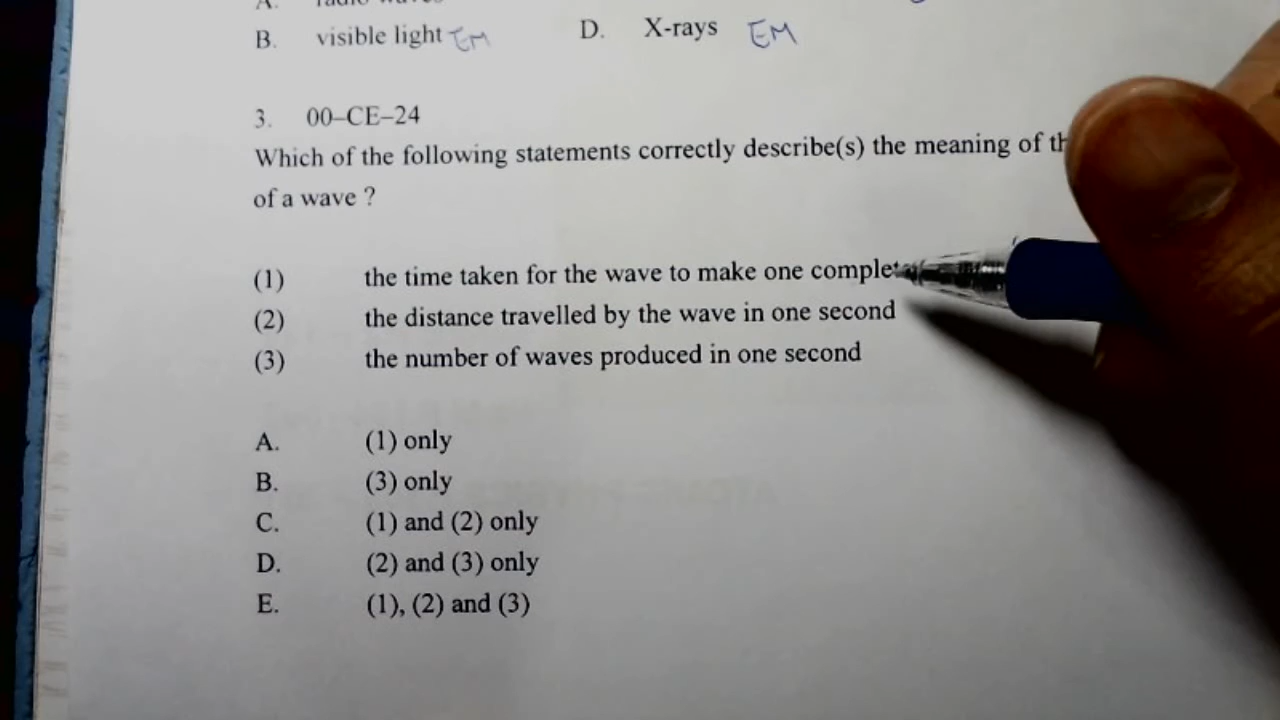 B. visible light EM D. X-rays EM
3. 00–CE–24
Which of the following statements correctly describe(s) the meaning of
of a wave ?
(1) the time taken for the wave to make one
(2) the distance travelled by the wave in one second
(3) the number of waves produced in one second
A. (1) only
B. (3) only
C. (1) and (2) only
D. (2) and (3) only
E. (1), (2) and (3)